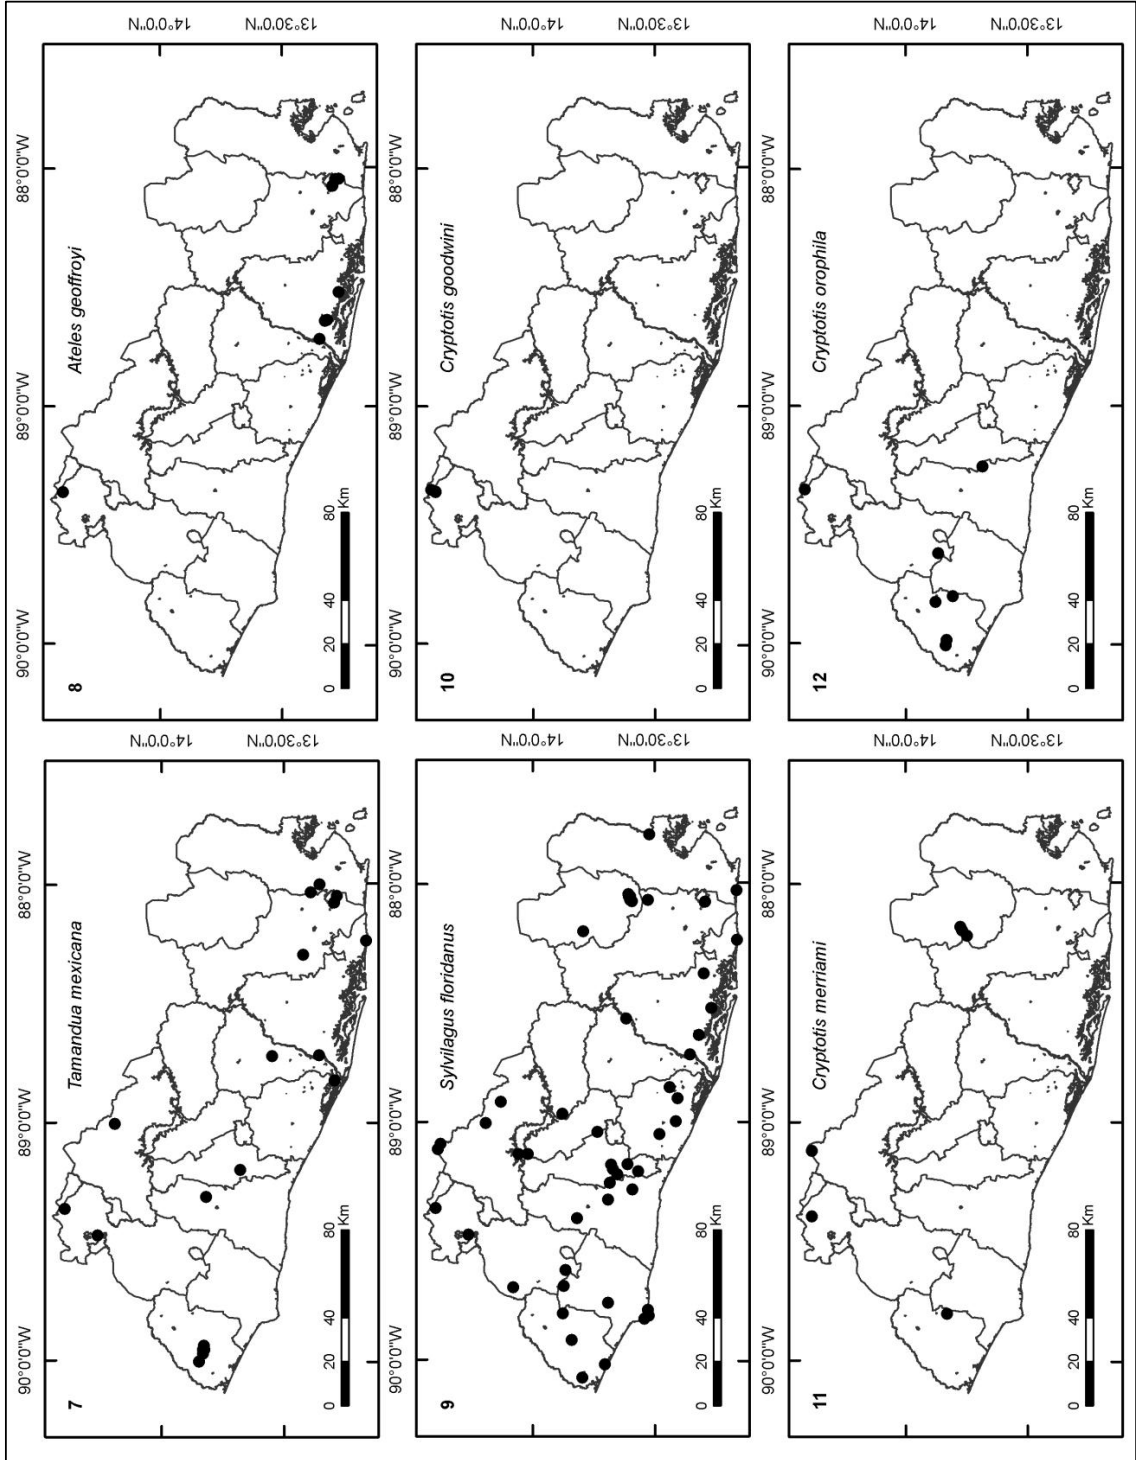 90°0'0"W 89°0'0"W 88°0'0"W
7
Tamandua mexicana
14°0'0"N
13°30'0"N
0 20 40 80 Km
90°0'0"W 89°0'0"W 88°0'0"W
8
Ateles geoffroyi
14°0'0"N
13°30'0"N
0 20 40 80 Km
90°0'0"W 89°0'0"W 88°0'0"W
9
Sylvilagus floridanus
14°0'0"N
13°30'0"N
0 20 40 80 Km
90°0'0"W 89°0'0"W 88°0'0"W
10
Cryptotis goodwini
14°0'0"N
13°30'0"N
0 20 40 80 Km
90°0'0"W 89°0'0"W 88°0'0"W
11
Cryptotis merriami
14°0'0"N
13°30'0"N
0 20 40 80 Km
90°0'0"W 89°0'0"W 88°0'0"W
12
Cryptotis orophila
14°0'0"N
13°30'0"N
0 20 40 80 Km